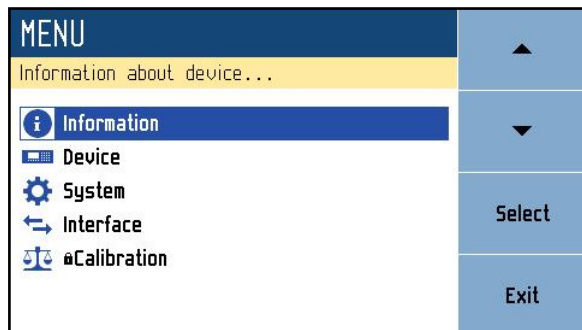 MENU
Information about device...
Information
Device
System
Interface
Calibration
Select
Exit